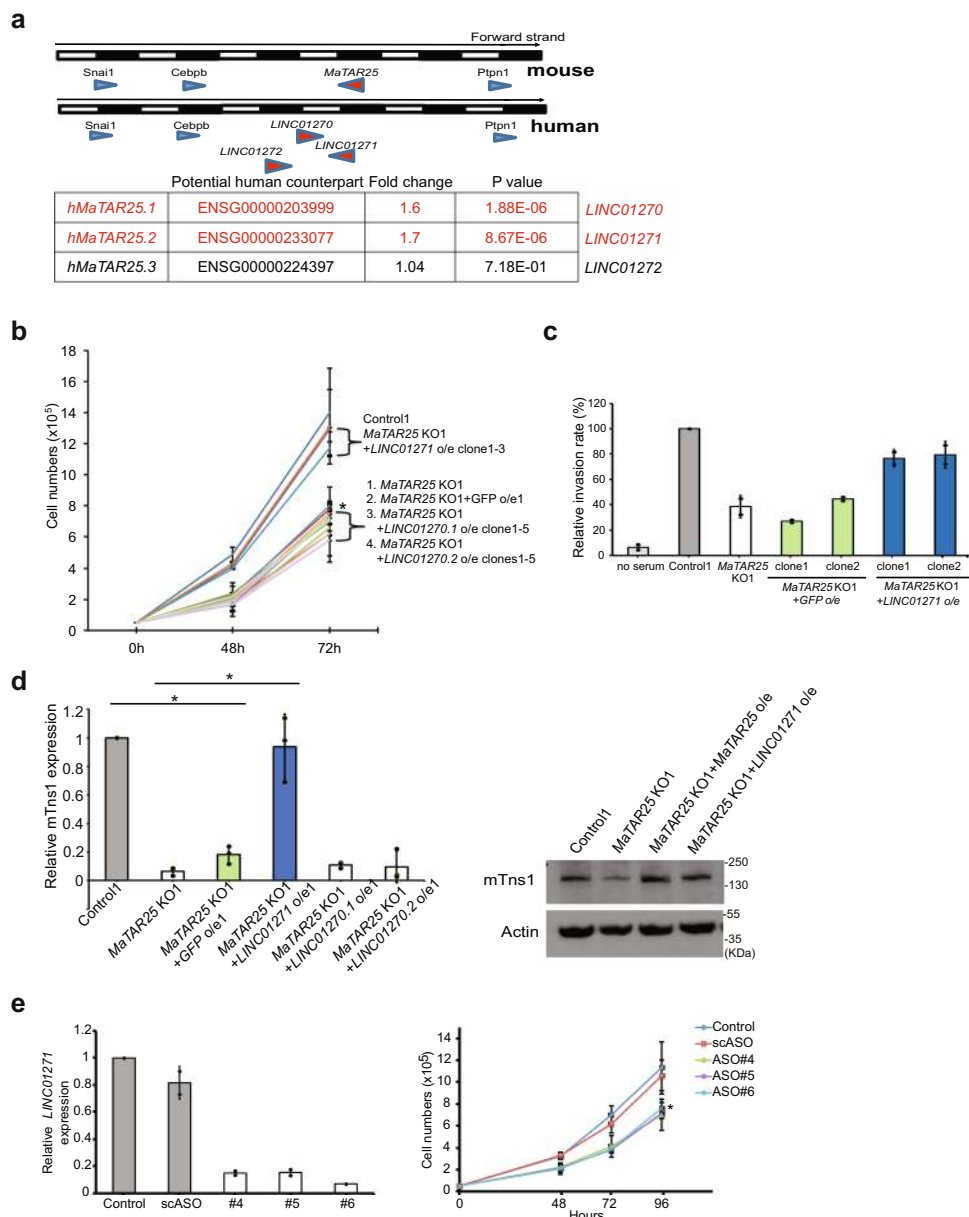 a
Forward strand
Snai1 Cebpb MaTAR25 Ptpn1 mouse
Snai1 Cebpb LINC01270 Ptpn1 human
LINC01272 LINC01271
Potential human counterpart Fold change P value
hMaTAR25.1 ENSG00000203999 1.6 1.88E-06 LINC01270
hMaTAR25.2 ENSG00000233077 1.7 8.67E-06 LINC01271
hMaTAR25.3 ENSG00000224397 1.04 7.18E-01 LINC01272
b
Cell numbers (x10⁵)
18
16
14
12
10
8
6
4
2
0
0h 48h 72h
Control1
MaTAR25 KO1
+LINC01271 o/e clone1-3
*
1. MaTAR25 KO1
2. MaTAR25 KO1+GFP o/e1
3. MaTAR25 KO1
+LINC01270.1 o/e clone1-5
4. MaTAR25 KO1
+LINC01270.2 o/e clones1-5
c
Relative invasion rate (%)
120
100
80
60
40
20
0
no serum Control1 MaTAR25 KO1 clone1 clone2 clone1 clone2
MaTAR25 KO1 +GFP o/e
MaTAR25 KO1 +LINC01271 o/e
d
Relative mTns1 expression
1.2
1
0.8
0.6
0.4
0.2
0
*
*
Control1
MaTAR25 KO1
MaTAR25 KO1 +GFP o/e1
MaTAR25 KO1 +LINC01271 o/e1
MaTAR25 KO1 +LINC01270.1 o/e1
MaTAR25 KO1 +LINC01270.2 o/e1
Control1
MaTAR25 KO1
MaTAR25 KO1+MaTAR25 o/e
MaTAR25 KO1+LINC01271 o/e
mTns1
-250
-130
Actin
-55
-35
(KDa)
e
Relative LINC01271
expression
1.2
1
0.8
0.6
0.4
0.2
0
Control scASO #4 #5 #6
Cell numbers (x10⁵)
14
12
10
8
6
4
2
0
0 48 72 96
Hours
Control
scASO
ASO#4
ASO#5
ASO#6
*